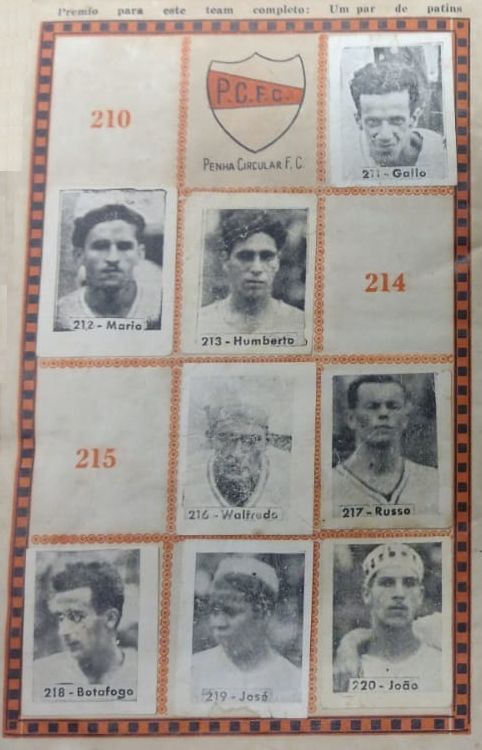 Premio para este team completo: Um par de patins
210
P.C.F.C.
PENHA CIRCULAR F. C.
211 - Gallo
212 - Mario
213 - Humberto
214
215
216 - Walfredo
217 - Russo
218 - Botafogo
219 - José
220 - João